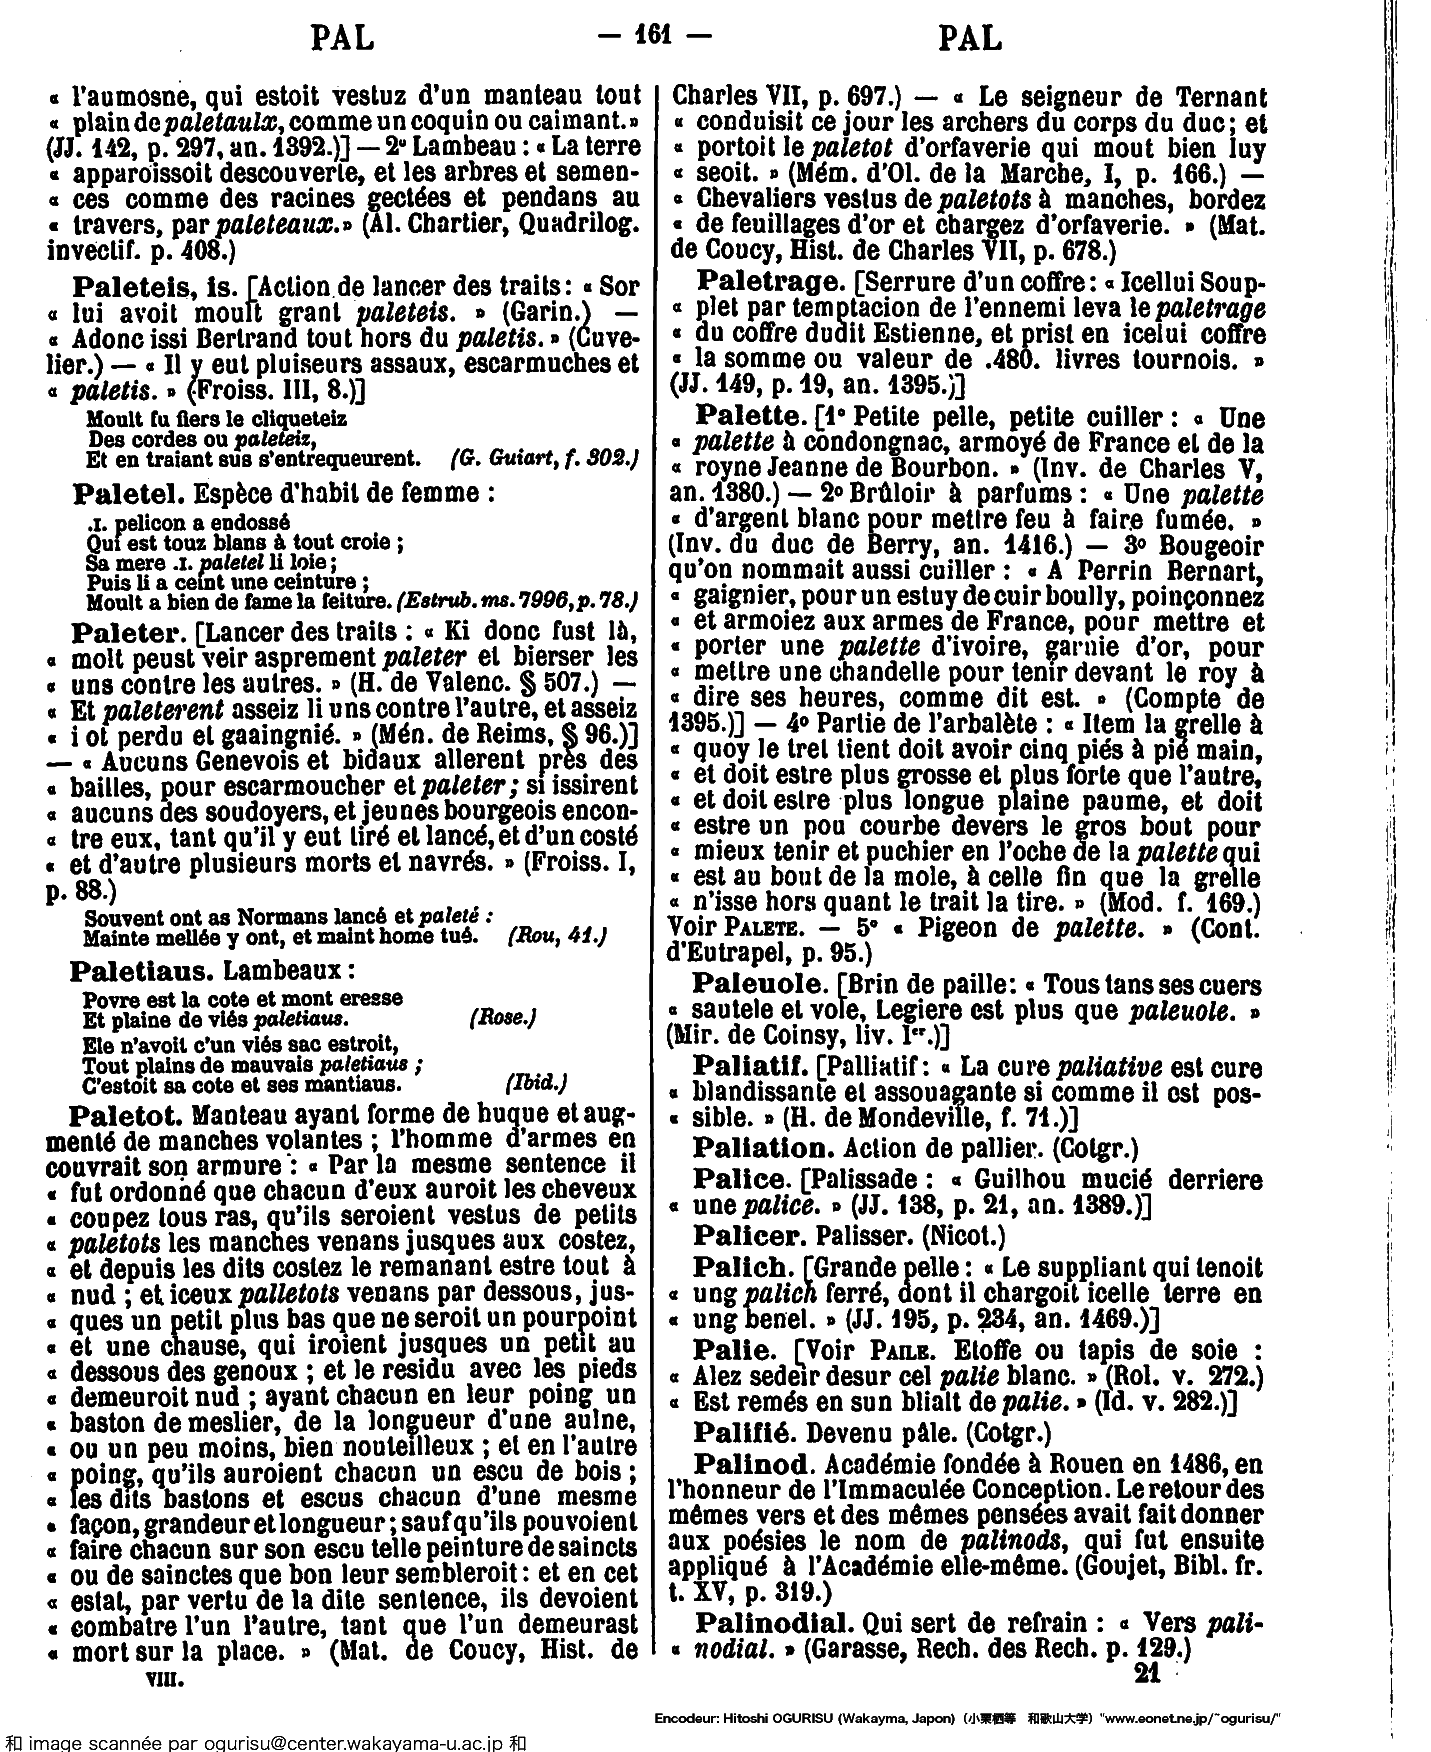 PAL — 161 — PAL
« l'aumosne, qui estoit vestuz d'un manteau tout
« plain de paletaulx, comme un coquin ou caimant. »
(JJ. 142, p. 297, an. 1392.)] — 2° Lambeau : « La terre
« apparoissoit descouverte, et les arbres et semen-
« ces comme des racines gectées et pendans au
« travers, par paleteaux. » (Al. Chartier, Quadrilog.
invectif. p. 408.)
Paleteis, is. [Action de lancer des traits : « Sor
« lui avoit moult grant paleteis. » (Garin.) —
« Adonc issi Bertrand tout hors du paletis. » (Cuve-
lier.) — « Il y eut pluiseurs assaux, escarmuches et
« paletis. » (Froiss. III, 8.)]
Moult fu fiers le cliqueteiz
Des cordes ou paleteiz,
Et en traiant sus s'entrequeurent. (G. Guiart, f. 302.)
Paletel. Espèce d'habit de femme :
.I. pelicon a endossé
Qui est touz blans à tout croie ;
Sa mere .I. paletel li loie ;
Puis li a ceint une ceinture ;
Moult a bien de fame la feiture. (Estrub. ms. 7996, p. 78.)
Paleter. [Lancer des traits : « Ki donc fust là,
« molt peust veir asprement paleter et bierser les
« uns contre les autres. » (H. de Valenc. § 507.) —
« Et paleterent asseiz li uns contre l'autre, et asseiz
« i ot perdu et gaaingnié. » (Mén. de Reims, § 96.)]
— « Aucuns Genevois et bidaux allerent près des
« bailles, pour escarmoucher et paleter ; si issirent
« aucuns des soudoyers, et jeunes bourgeois encon-
« tre eux, tant qu'il y eut tiré et lancé, et d'un costé
« et d'autre plusieurs morts et navrés. » (Froiss. I,
p. 88.)
Souvent ont as Normans lancé et paleté :
Mainte mellée y ont, et maint home tué. (Rou, 41.)
Paletiaus. Lambeaux :
Povre est la cote et mont eresse
Et plaine de viés paletiaus. (Rose.)
Ele n'avoit c'un viés sac estroit,
Tout plains de mauvais paletiaus ;
C'estoit sa cote et ses mantiaus. (Ibid.)
Paletot. Manteau ayant forme de huque et aug-
menté de manches volantes ; l'homme d'armes en
couvrait son armure : « Par la mesme sentence il
« fut ordonné que chacun d'eux auroit les cheveux
« coupez tous ras, qu'ils seroient vestus de petits
« paletots les manches venans jusques aux costez,
« et depuis les dits costez le remanant estre tout à
« nud ; et iceux palletots venans par dessous, jus-
« ques un petit plus bas que ne seroit un pourpoint
« et une chause, qui iroient jusques un petit au
« dessous des genoux ; et le residu avec les pieds
« demeuroit nud ; ayant chacun en leur poing un
« baston de meslier, de la longueur d'une aulne,
« ou un peu moins, bien nouteilleux ; et en l'autre
« poing, qu'ils auroient chacun un escu de bois ;
« les dits bastons et escus chacun d'une mesme
« façon, grandeur et longueur ; sauf qu'ils pouvoient
« faire chacun sur son escu telle peinture de saincts
« ou de sainctes que bon leur sembleroit : et en cet
« estat, par vertu de la dite sentence, ils devoient
« combatre l'un l'autre, tant que l'un demeurast
« mort sur la place. » (Mat. de Coucy, Hist. de
VIII.
Charles VII, p. 697.) — « Le seigneur de Ternant
« conduisit ce jour les archers du corps du duc ; et
« portoit le paletot d'orfaverie qui mout bien luy
« seoit. » (Mém. d'Ol. de la Marche, I, p. 166.) —
« Chevaliers vestus de paletots à manches, bordez
« de feuillages d'or et chargez d'orfaverie. » (Mat.
de Coucy, Hist. de Charles VII, p. 678.)
Paletrage. [Serrure d'un coffre : « Icellui Soup-
« plet par temptacion de l'ennemi leva le paletrage
« du coffre dudit Estienne, et prist en icelui coffre
« la somme ou valeur de .480. livres tournois. »
(JJ. 149, p. 19, an. 1395.)]
Palette. [1° Petite pelle, petite cuiller : « Une
« palette à condongnac, armoyé de France et de la
« royne Jeanne de Bourbon. » (Inv. de Charles V,
an. 1380.) — 2° Brûloir à parfums : « Une palette
« d'argent blanc pour mettre feu à faire fumée. »
(Inv. du duc de Berry, an. 1416.) — 3° Bougeoir
qu'on nommait aussi cuiller : « A Perrin Bernart,
« gaignier, pour un estuy de cuir boully, poinçonnez
« et armoiez aux armes de France, pour mettre et
« porter une palette d'ivoire, garnie d'or, pour
« mettre une chandelle pour tenir devant le roy à
« dire ses heures, comme dit est. » (Compte de
1395.)] — 4° Partie de l'arbalète : « Item la grelle à
« quoy le tret tient doit avoir cinq piés à pié main,
« et doit estre plus grosse et plus forte que l'autre,
« et doit estre plus longue plaine paume, et doit
« estre un pou courbe devers le gros bout pour
« mieux tenir et puchier en l'oche de la palette qui
« est au bout de la mole, à celle fin que la grelle
« n'isse hors quant le trait la tire. » (Mod. f. 169.)
Voir PALETE. — 5° « Pigeon de palette. » (Cont.
d'Eutrapel, p. 95.)
Paleuole. [Brin de paille : « Tous tans ses cuers
« sautele et vole, Legiere est plus que paleuole. »
(Mir. de Coinsy, liv. Ier.)]
Paliatif. [Palliatif : « La cure paliative est cure
« blandissante et assouagante si comme il est pos-
« sible. » (H. de Mondeville, f. 71.)]
Paliation. Action de pallier. (Cotgr.)
Palice. [Palissade : « Guilhou mucié derriere
« une palice. » (JJ. 138, p. 21, an. 1389.)]
Palicer. Palisser. (Nicot.)
Palich. [Grande pelle : « Le suppliant qui tenoit
« ung palich ferré, dont il chargoit icelle terre en
« ung benel. » (JJ. 195, p. 234, an. 1469.)]
Palie. [Voir PAILE. Etoffe ou tapis de soie :
« Alez sedeir desur cel palie blanc. » (Rol. v. 272.)
« Est remés en sun blialt de palie. » (Id. v. 282.)]
Palifié. Devenu pâle. (Cotgr.)
Palinod. Académie fondée à Rouen en 1486, en
l'honneur de l'Immaculée Conception. Le retour des
mêmes vers et des mêmes pensées avait fait donner
aux poésies le nom de palinods, qui fut ensuite
appliqué à l'Académie elle-même. (Goujet, Bibl. fr.
t. XV, p. 319.)
Palinodial. Qui sert de refrain : « Vers pali-
« nodial. » (Garasse, Rech. des Rech. p. 129.)
21
Encodeur: Hitoshi OGURISU (Wakayma, Japon) (小栗栖等 和歌山大学) "www.eonet.ne.jp/~ogurisu/"
和 image scannée par ogurisu@center.wakayama-u.ac.jp 和